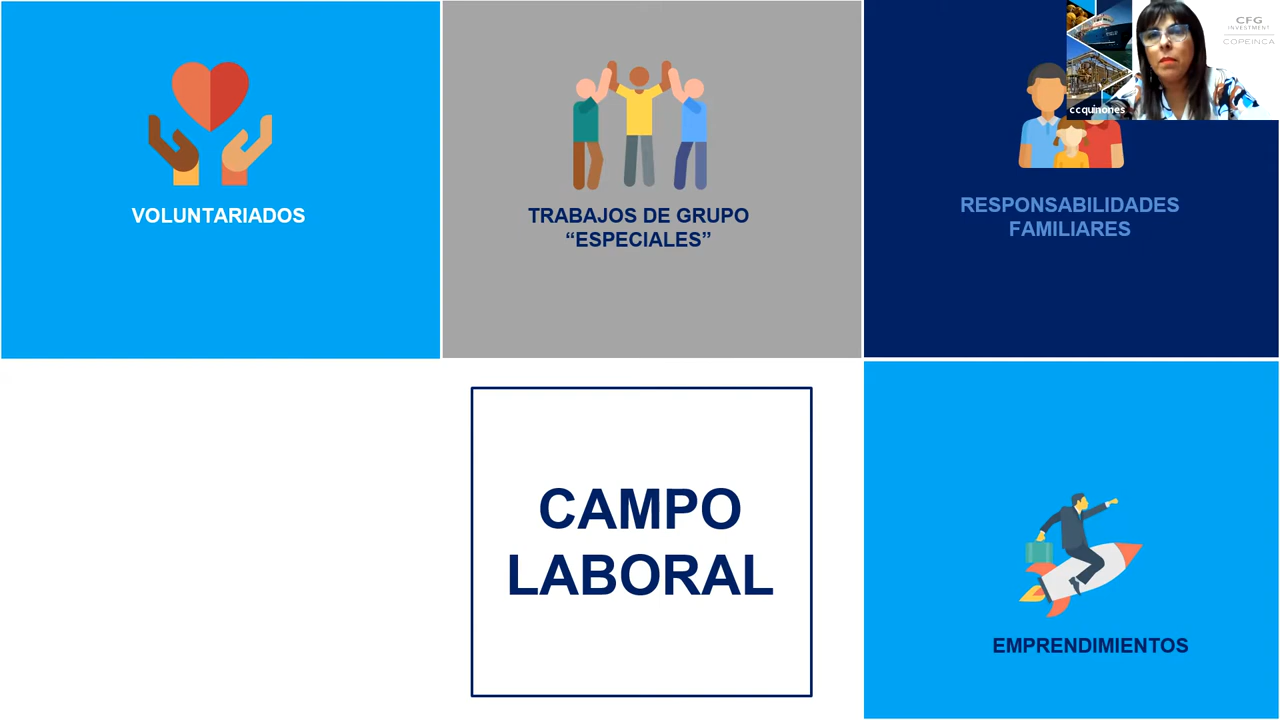 CFG
INVESTMENT
COPEINCA
ccquinones
VOLUNTARIADOS
TRABAJOS DE GRUPO
“ESPECIALES”
RESPONSABILIDADES
FAMILIARES
CAMPO
LABORAL
EMPRENDIMIENTOS